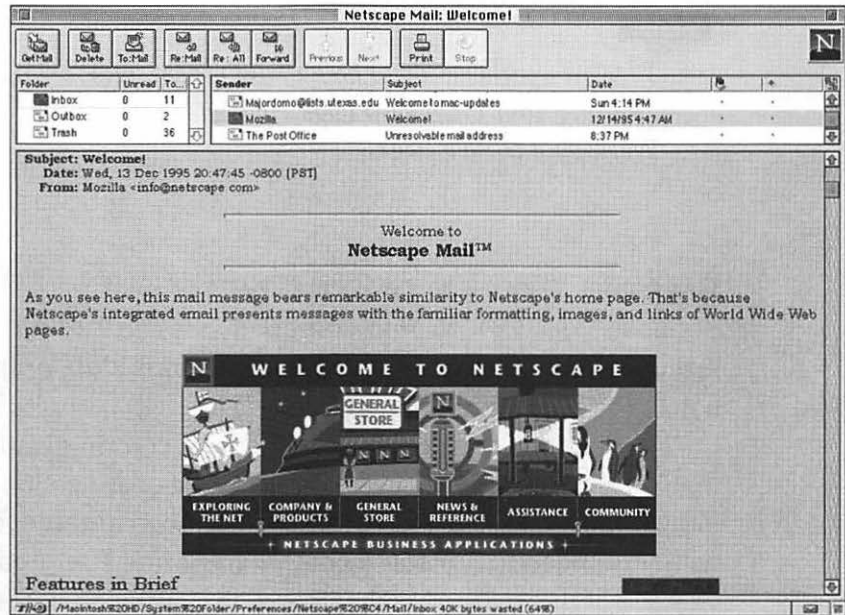 Netscape Mail: Welcome!
GetMail Delete To:Mail Re:Mail Re: All Forward Previous Next Print Stop
N
Folder Unread To... Sender Subject Date
Inbox 0 11 Majordomo@lists.utexas.edu Welcome to mac-updates Sun 4:14 PM
Outbox 0 2 Mozilla Welcome! 12/14/95 4:47 AM
Trash 0 36 The Post Office Unresolvable mail address 8:37 PM
Subject: Welcome!
Date: Wed, 13 Dec 1995 20:47:45 -0800 (PST)
From: Mozilla <info@netscape.com>
Welcome to
Netscape Mail™
As you see here, this mail message bears remarkable similarity to Netscape's home page. That's because
Netscape's integrated email presents messages with the familiar formatting, images, and links of World Wide Web
pages.
N WELCOME TO NETSCAPE
GENERAL
STORE
N
N N N
EXPLORING THE NET COMPANY & PRODUCTS GENERAL STORE NEWS & REFERENCE ASSISTANCE COMMUNITY
NETSCAPE BUSINESS APPLICATIONS
Features in Brief
/Macintosh%20HD/System%20Folder/Preferences/Netscape%20%C4/Mail/Inbox 40K bytes wasted (64%)